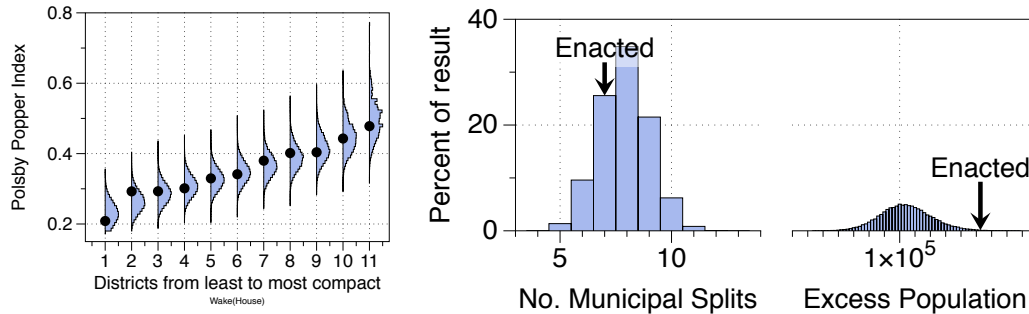 Polsby Popper Index
0.8
0.6
0.4
0.2
1 2 3 4 5 6 7 8 9 10 11
Districts from least to most compact
Wake(House)
Percent of result
40
20
0
Enacted
5 10
No. Municipal Splits
Enacted
1×10⁵
Excess Population